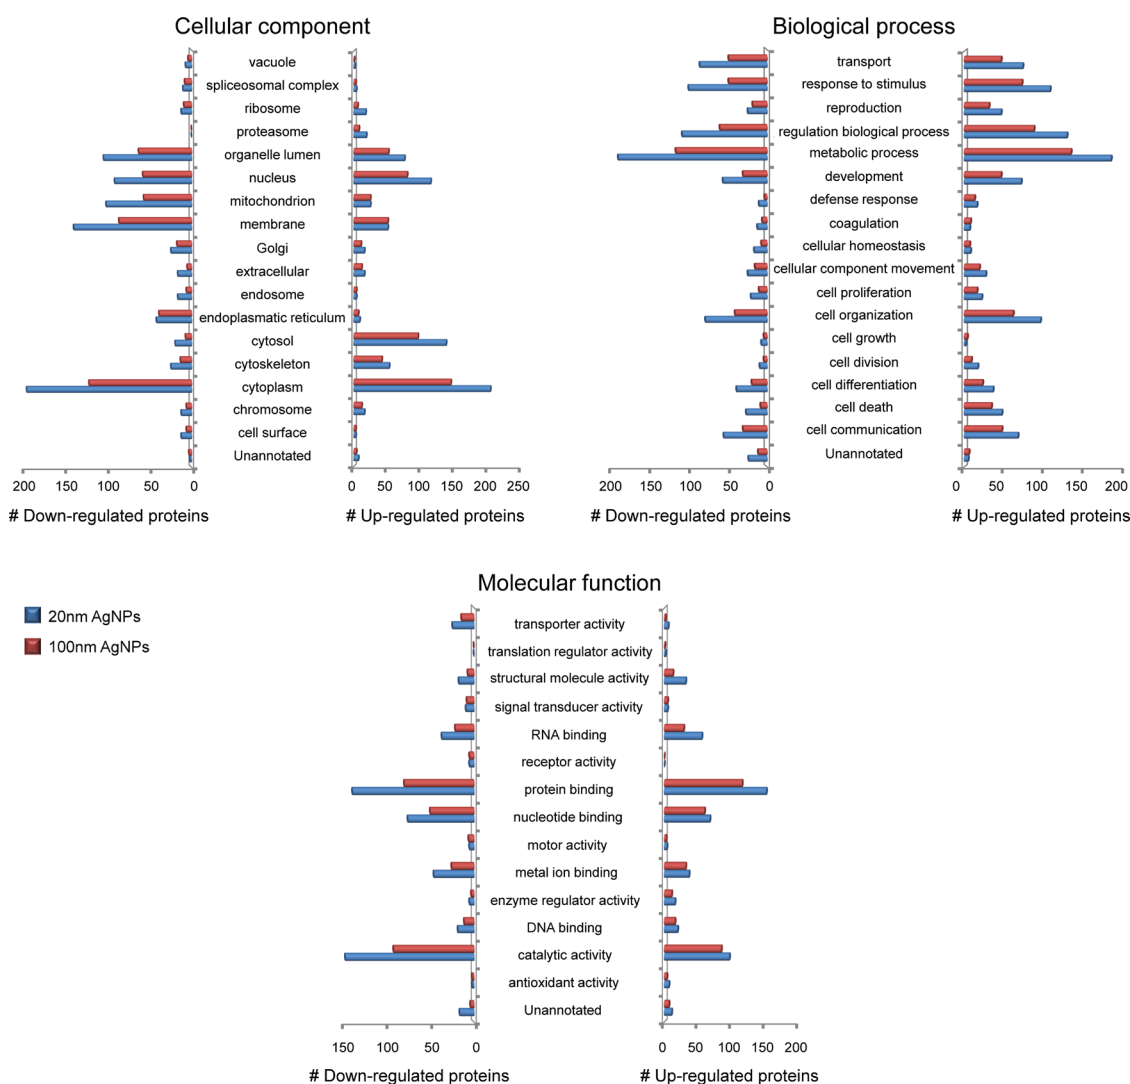 Cellular component
vacuole
spliceosomal complex
ribosome
proteasome
organelle lumen
nucleus
mitochondrion
membrane
Golgi
extracellular
endosome
endoplasmatic reticulum
cytosol
cytoskeleton
cytoplasm
chromosome
cell surface
Unannotated
200 150 100 50 0
0 50 100 150 200 250
# Down-regulated proteins
# Up-regulated proteins
Biological process
transport
response to stimulus
reproduction
regulation biological process
metabolic process
development
defense response
coagulation
cellular homeostasis
cellular component movement
cell proliferation
cell organization
cell growth
cell division
cell differentiation
cell death
cell communication
Unannotated
200 150 100 50 0
0 50 100 150 200
# Down-regulated proteins
# Up-regulated proteins
20nm AgNPs
100nm AgNPs
Molecular function
transporter activity
translation regulator activity
structural molecule activity
signal transducer activity
RNA binding
receptor activity
protein binding
nucleotide binding
motor activity
metal ion binding
enzyme regulator activity
DNA binding
catalytic activity
antioxidant activity
Unannotated
150 100 50 0
0 50 100 150 200
# Down-regulated proteins
# Up-regulated proteins